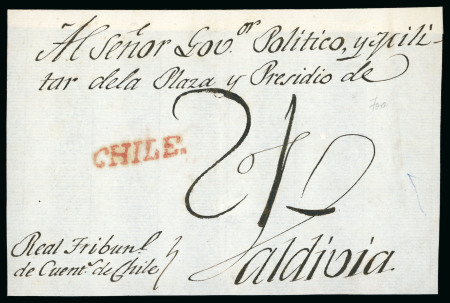 Al Señor Gov.or Politico, y Mili-
tar dela Plaza y Presidio de
CHILE.
Valdivia.
Real Tribunl
de Cuent.s de Chile